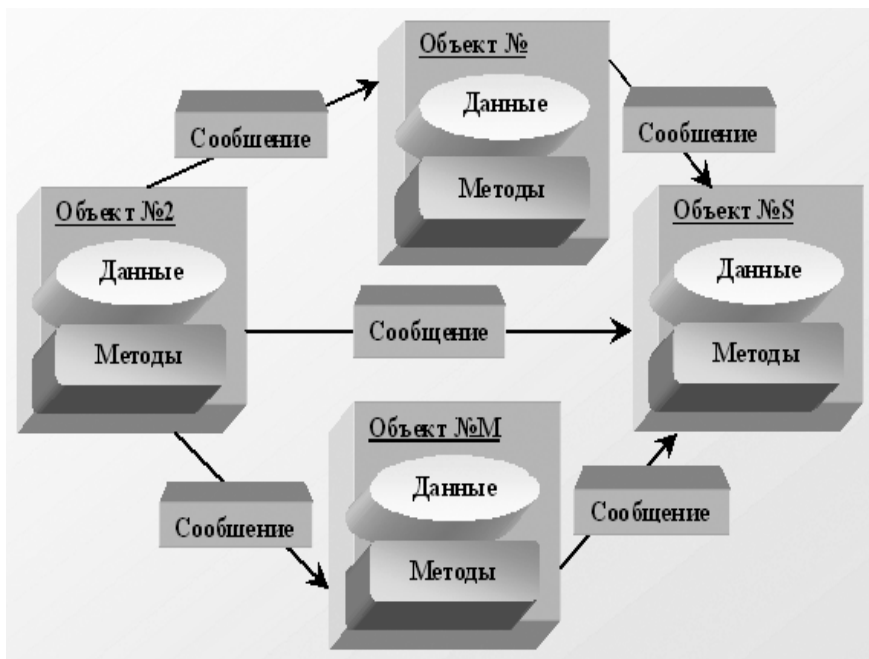 Объект №
Данные
Методы
Сообщение
Сообщение
Объект №2
Данные
Методы
Сообщение
Объект №S
Данные
Методы
Объект №M
Данные
Методы
Сообшение
Сообщение